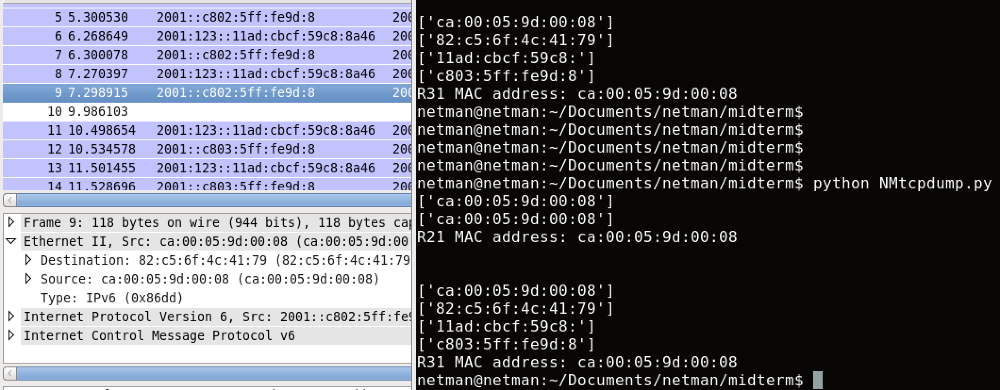 5 5.300530 2001::c802:5ff:fe9d:8 200
6 6.268649 2001:123::11ad:cbcf:59c8:8a46 200
7 6.300078 2001::c802:5ff:fe9d:8 200
8 7.270397 2001:123::11ad:cbcf:59c8:8a46 200
9 7.298915 2001::c802:5ff:fe9d:8 200
10 9.986103
11 10.498654 2001:123::11ad:cbcf:59c8:8a46 200
12 10.534578 2001::c803:5ff:fe9d:8 200
13 11.501455 2001:123::11ad:cbcf:59c8:8a46 200
14 11.528696 2001::c803:5ff:fe9d:8 200
Frame 9: 118 bytes on wire (944 bits), 118 bytes cap
Ethernet II, Src: ca:00:05:9d:00:08 (ca:00:05:9d:00
Destination: 82:c5:6f:4c:41:79 (82:c5:6f:4c:41:79
Source: ca:00:05:9d:00:08 (ca:00:05:9d:00:08)
Type: IPv6 (0x86dd)
Internet Protocol Version 6, Src: 2001::c802:5ff:fe9
Internet Control Message Protocol v6
['ca:00:05:9d:00:08']
['82:c5:6f:4c:41:79']
['11ad:cbcf:59c8:']
['c803:5ff:fe9d:8']
R31 MAC address: ca:00:05:9d:00:08
netman@netman:~/Documents/netman/midterm$
netman@netman:~/Documents/netman/midterm$
netman@netman:~/Documents/netman/midterm$
netman@netman:~/Documents/netman/midterm$
netman@netman:~/Documents/netman/midterm$ python NMtcpdump.py
['ca:00:05:9d:00:08']
['ca:00:05:9d:00:08']
R21 MAC address: ca:00:05:9d:00:08
['ca:00:05:9d:00:08']
['82:c5:6f:4c:41:79']
['11ad:cbcf:59c8:']
['c803:5ff:fe9d:8']
R31 MAC address: ca:00:05:9d:00:08
netman@netman:~/Documents/netman/midterm$